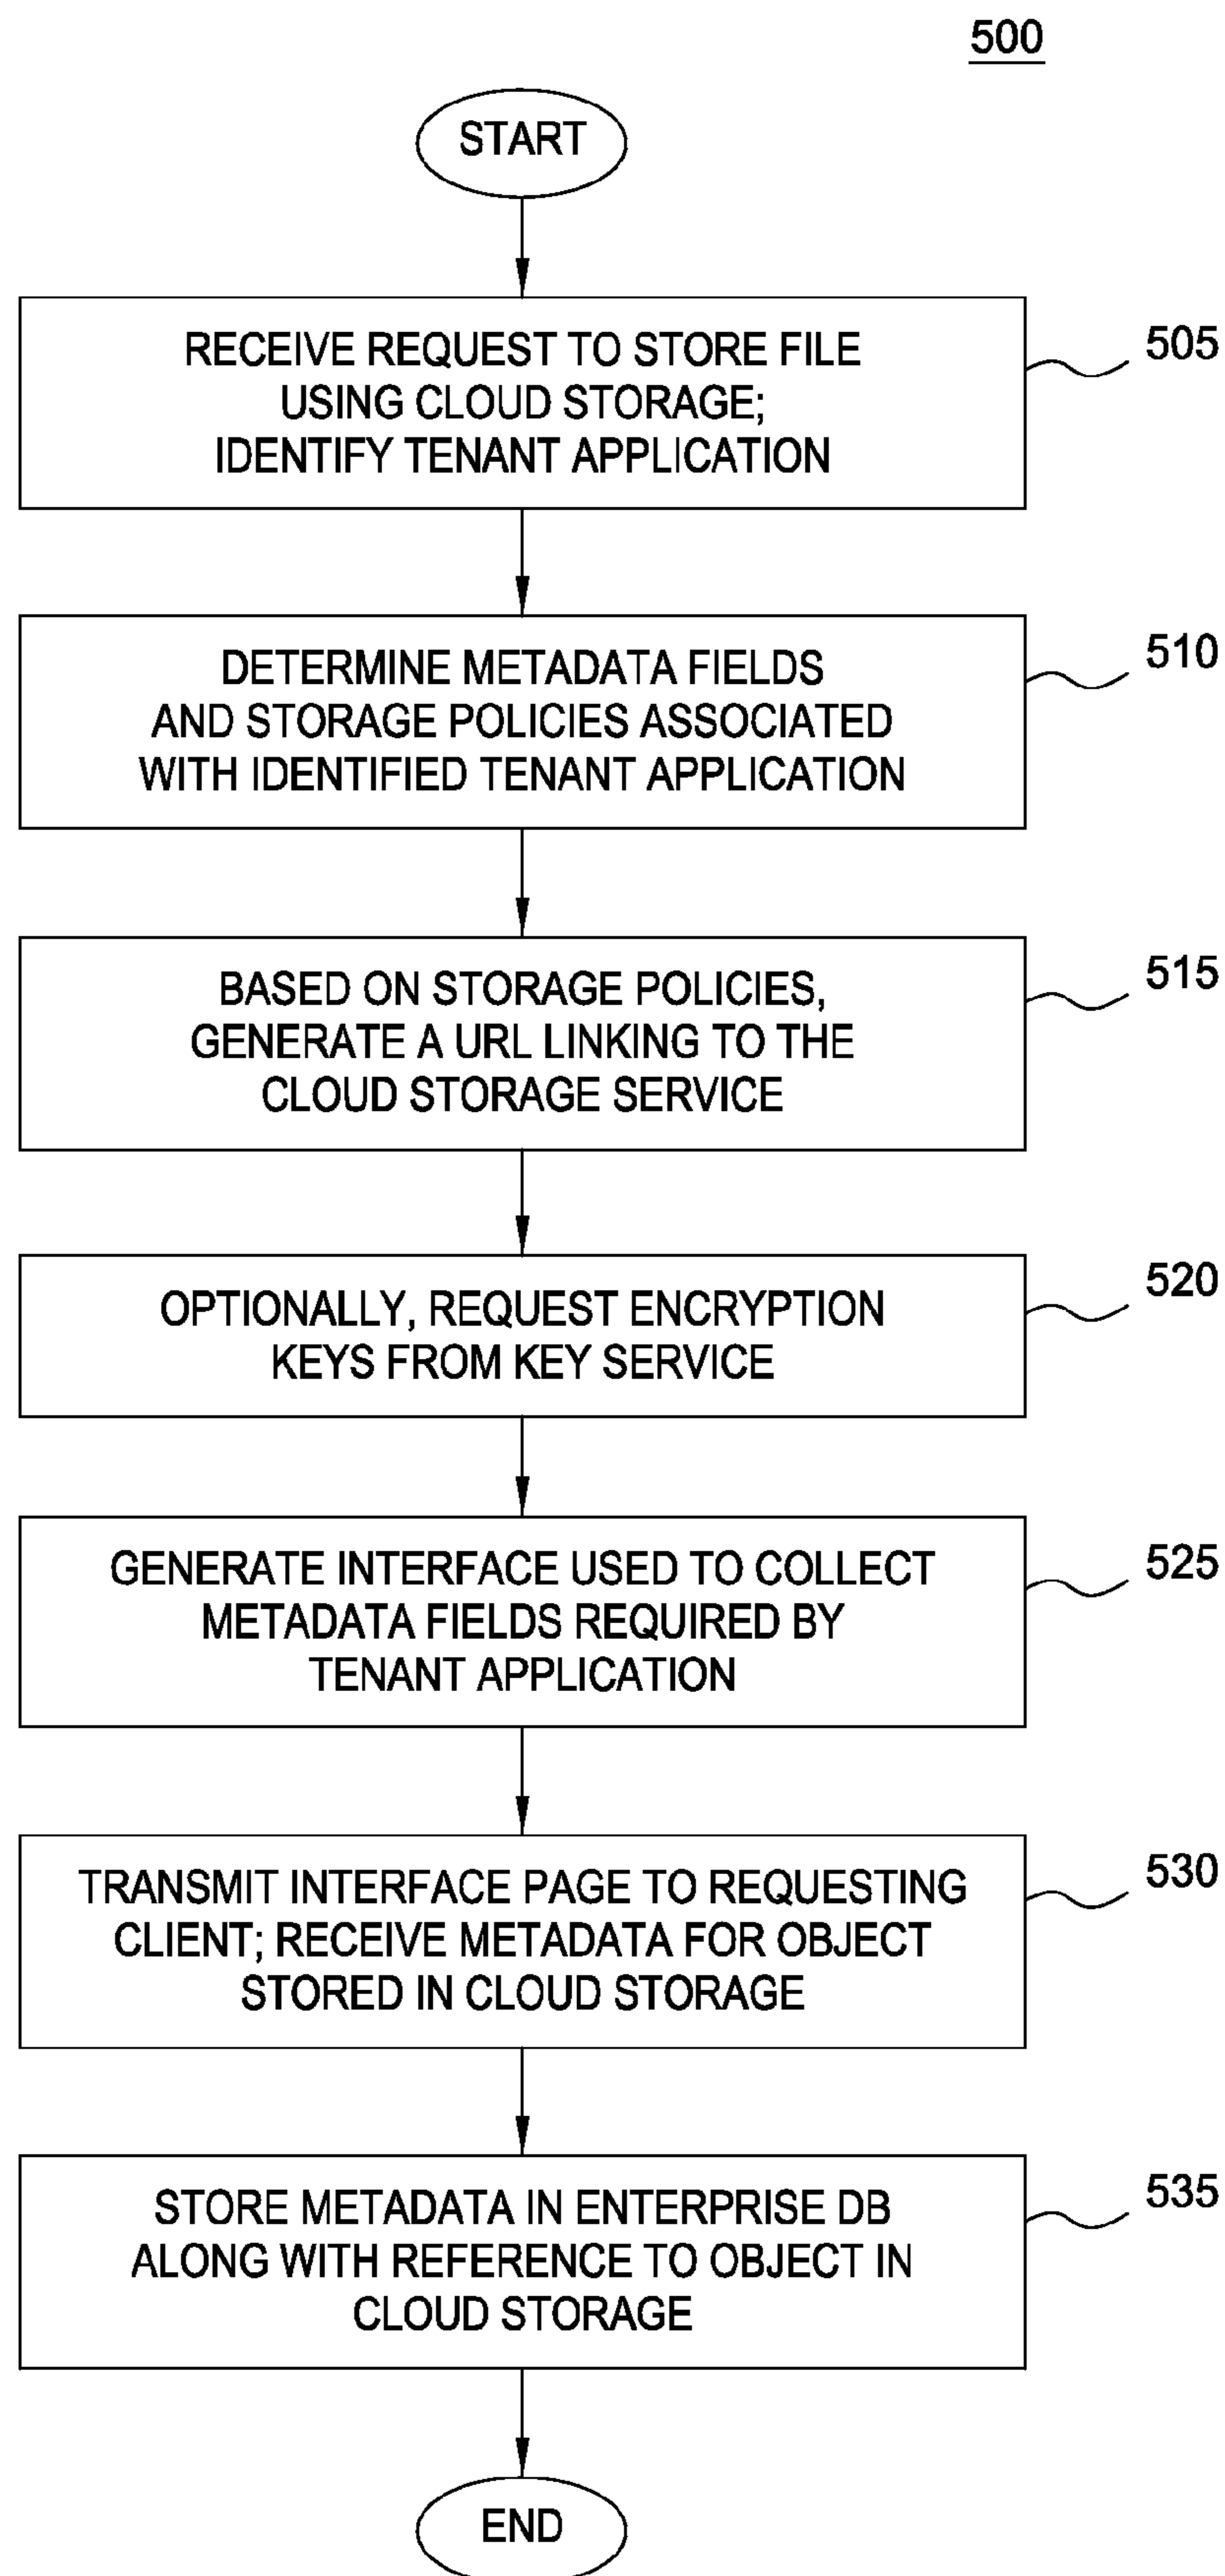 500
START
RECEIVE REQUEST TO STORE FILE
USING CLOUD STORAGE;
IDENTIFY TENANT APPLICATION
505
DETERMINE METADATA FIELDS
AND STORAGE POLICIES ASSOCIATED
WITH IDENTIFIED TENANT APPLICATION
510
BASED ON STORAGE POLICIES,
GENERATE A URL LINKING TO THE
CLOUD STORAGE SERVICE
515
OPTIONALLY, REQUEST ENCRYPTION
KEYS FROM KEY SERVICE
520
GENERATE INTERFACE USED TO COLLECT
METADATA FIELDS REQUIRED BY
TENANT APPLICATION
525
TRANSMIT INTERFACE PAGE TO REQUESTING
CLIENT; RECEIVE METADATA FOR OBJECT
STORED IN CLOUD STORAGE
530
STORE METADATA IN ENTERPRISE DB
ALONG WITH REFERENCE TO OBJECT IN
CLOUD STORAGE
535
END